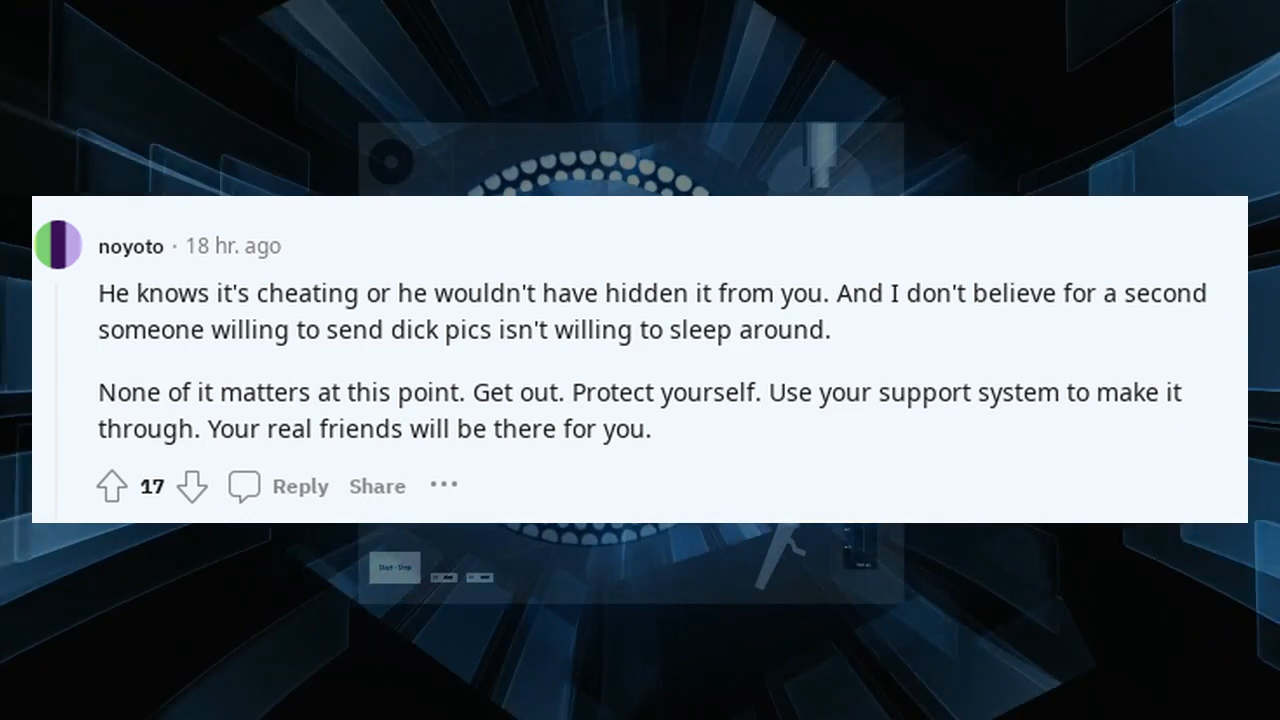 noyoto · 18 hr. ago
He knows it's cheating or he wouldn't have hidden it from you. And I don't believe for a second
someone willing to send dick pics isn't willing to sleep around.
None of it matters at this point. Get out. Protect yourself. Use your support system to make it
through. Your real friends will be there for you.
17 Reply Share ···
Start · Stop